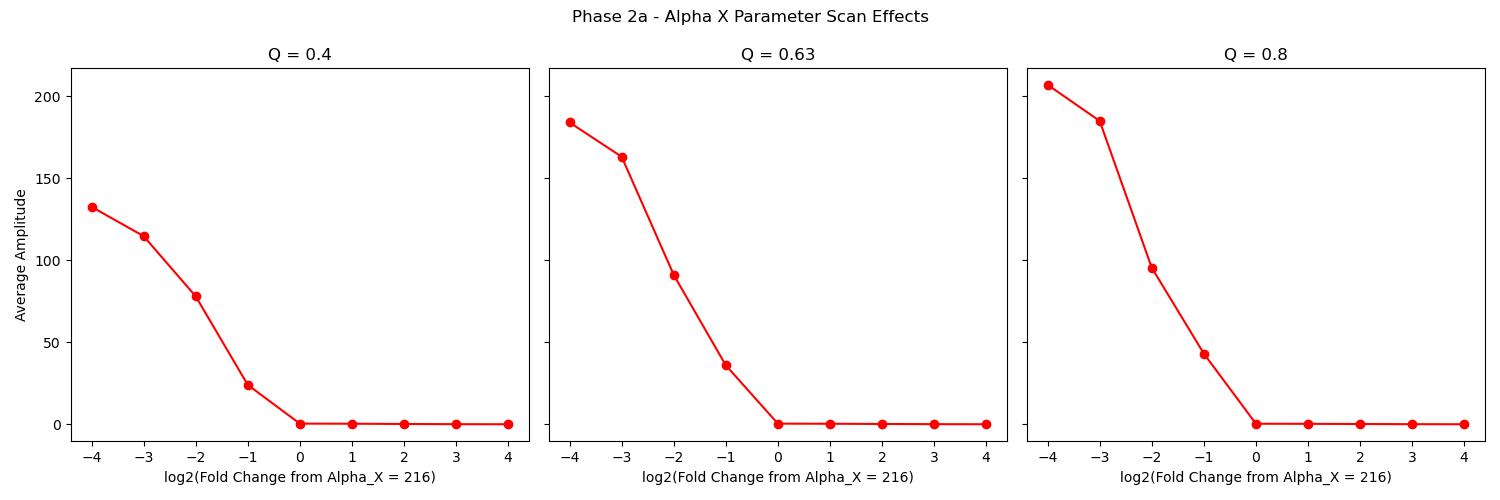 Phase 2a - Alpha X Parameter Scan Effects
Q = 0.4
Q = 0.63
Q = 0.8
Average Amplitude
200
150
100
50
0
−4 −3 −2 −1 0 1 2 3 4
−4 −3 −2 −1 0 1 2 3 4
−4 −3 −2 −1 0 1 2 3 4
log2(Fold Change from Alpha_X = 216)
log2(Fold Change from Alpha_X = 216)
log2(Fold Change from Alpha_X = 216)